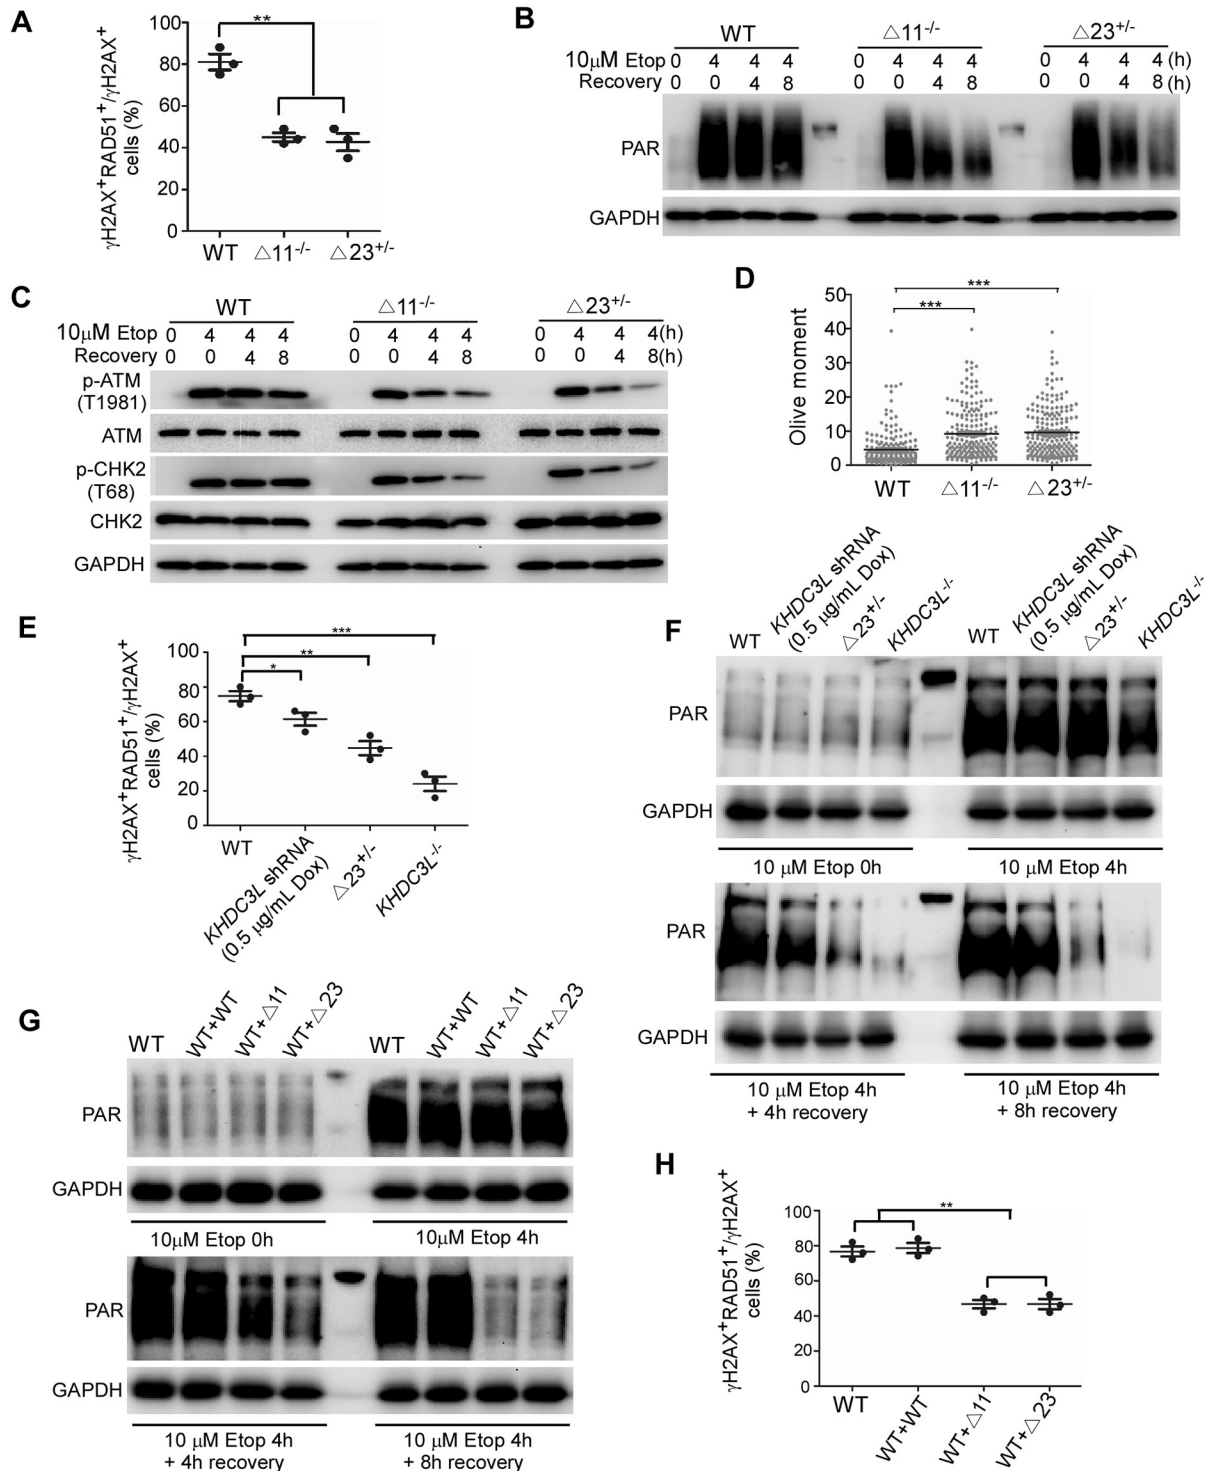 A
γH2AX+RAD51+/γH2AX+
cells (%)
100
80
60
40
20
0
**
WT △11-/- △23+/-
B
WT △11-/- △23+/-
10μM Etop 0 4 4 4 0 4 4 4 0 4 4 4 (h)
Recovery 0 0 4 8 0 0 4 8 0 0 4 8 (h)
PAR
GAPDH
C
WT △11-/- △23+/-
10μM Etop 0 4 4 4 0 4 4 4 0 4 4 4(h)
Recovery 0 0 4 8 0 0 4 8 0 0 4 8(h)
p-ATM
(T1981)
ATM
p-CHK2
(T68)
CHK2
GAPDH
D
Olive moment
50
40
30
20
10
0
***
***
WT △11-/- △23+/-
E
γH2AX+RAD51+/γH2AX+
cells (%)
100
80
60
40
20
0
***
**
*
WT
KHDC3L shRNA
(0.5 μg/mL Dox)
△23+/-
KHDC3L-/-
F
WT
KHDC3L shRNA
(0.5 μg/mL Dox)
△23+/-
KHDC3L-/-
WT
KHDC3L shRNA
(0.5 μg/mL Dox)
△23+/-
KHDC3L-/-
PAR
GAPDH
10 μM Etop 0h 10 μM Etop 4h
PAR
GAPDH
10 μM Etop 4h
+ 4h recovery
10 μM Etop 4h
+ 8h recovery
G
WT WT+WT WT+△11 WT+△23 WT WT+WT WT+△11 WT+△23
PAR
GAPDH
10μM Etop 0h 10μM Etop 4h
PAR
GAPDH
10 μM Etop 4h
+ 4h recovery
10 μM Etop 4h
+ 8h recovery
H
γH2AX+RAD51+/γH2AX+
cells (%)
100
80
60
40
20
0
**
WT WT+WT WT+△11 WT+△23